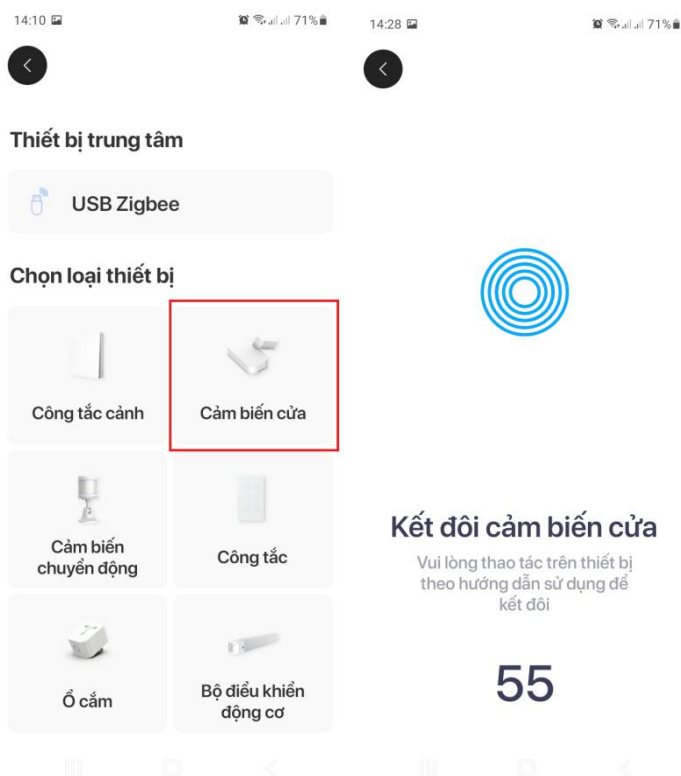 14:10
71%
Thiết bị trung tâm
USB Zigbee
Chọn loại thiết bị
Công tắc cảnh
Cảm biến cửa
Cảm biến
chuyển động
Công tắc
Ổ cắm
Bộ điều khiển
động cơ
14:28
71%
Kết đôi cảm biến cửa
Vui lòng thao tác trên thiết bị
theo hướng dẫn sử dụng để
kết đôi
55